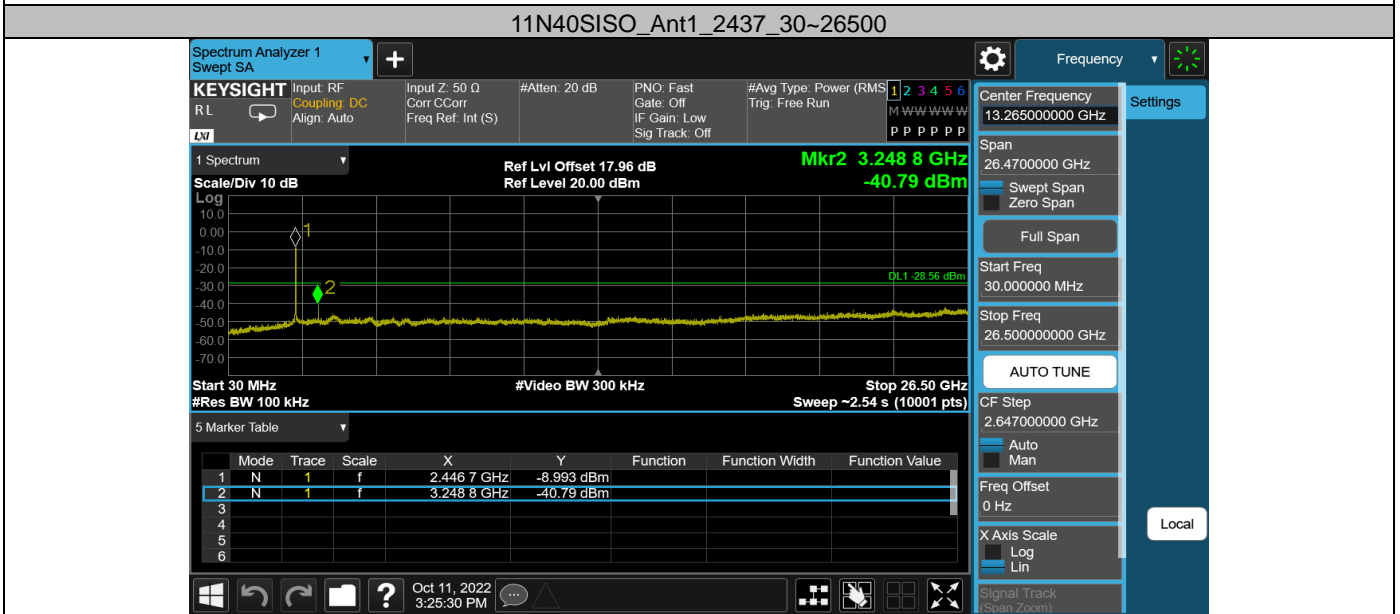 11N40SISO_Ant1_2437_30~26500
Spectrum Analyzer 1
Swept SA
+
Frequency
KEYSIGHT
RL
LXI
Input: RF
Coupling: DC
Align: Auto
Input Z: 50 Ω
Corr CCorr
Freq Ref: Int (S)
#Atten: 20 dB
PNO: Fast
Gate: Off
IF Gain: Low
Sig Track: Off
#Avg Type: Power (RMS
Trig: Free Run
1 2 3 4 5 6
M W W W W W
P P P P P P
1 Spectrum
Scale/Div 10 dB
Ref Lvl Offset 17.96 dB
Ref Level 20.00 dBm
Mkr2 3.248 8 GHz
-40.79 dBm
Log
10.0
0.00
-10.0
-20.0
-30.0
-40.0
-50.0
-60.0
-70.0
1
2
DL1 -28.56 dBm
Start 30 MHz
#Video BW 300 kHz
Stop 26.50 GHz
#Res BW 100 kHz
Sweep ~2.54 s (10001 pts)
5 Marker Table
Mode Trace Scale X Y Function Function Width Function Value
1 N 1 f 2.446 7 GHz -8.993 dBm
2 N 1 f 3.248 8 GHz -40.79 dBm
3
4
5
6
Center Frequency
13.265000000 GHz
Settings
Span
26.4700000 GHz
Swept Span
Zero Span
Full Span
Start Freq
30.000000 MHz
Stop Freq
26.500000000 GHz
AUTO TUNE
CF Step
2.647000000 GHz
Auto
Man
Freq Offset
0 Hz
Local
X Axis Scale
Log
Lin
Signal Track
(Span Zoom)
?
Oct 11, 2022
3:25:30 PM